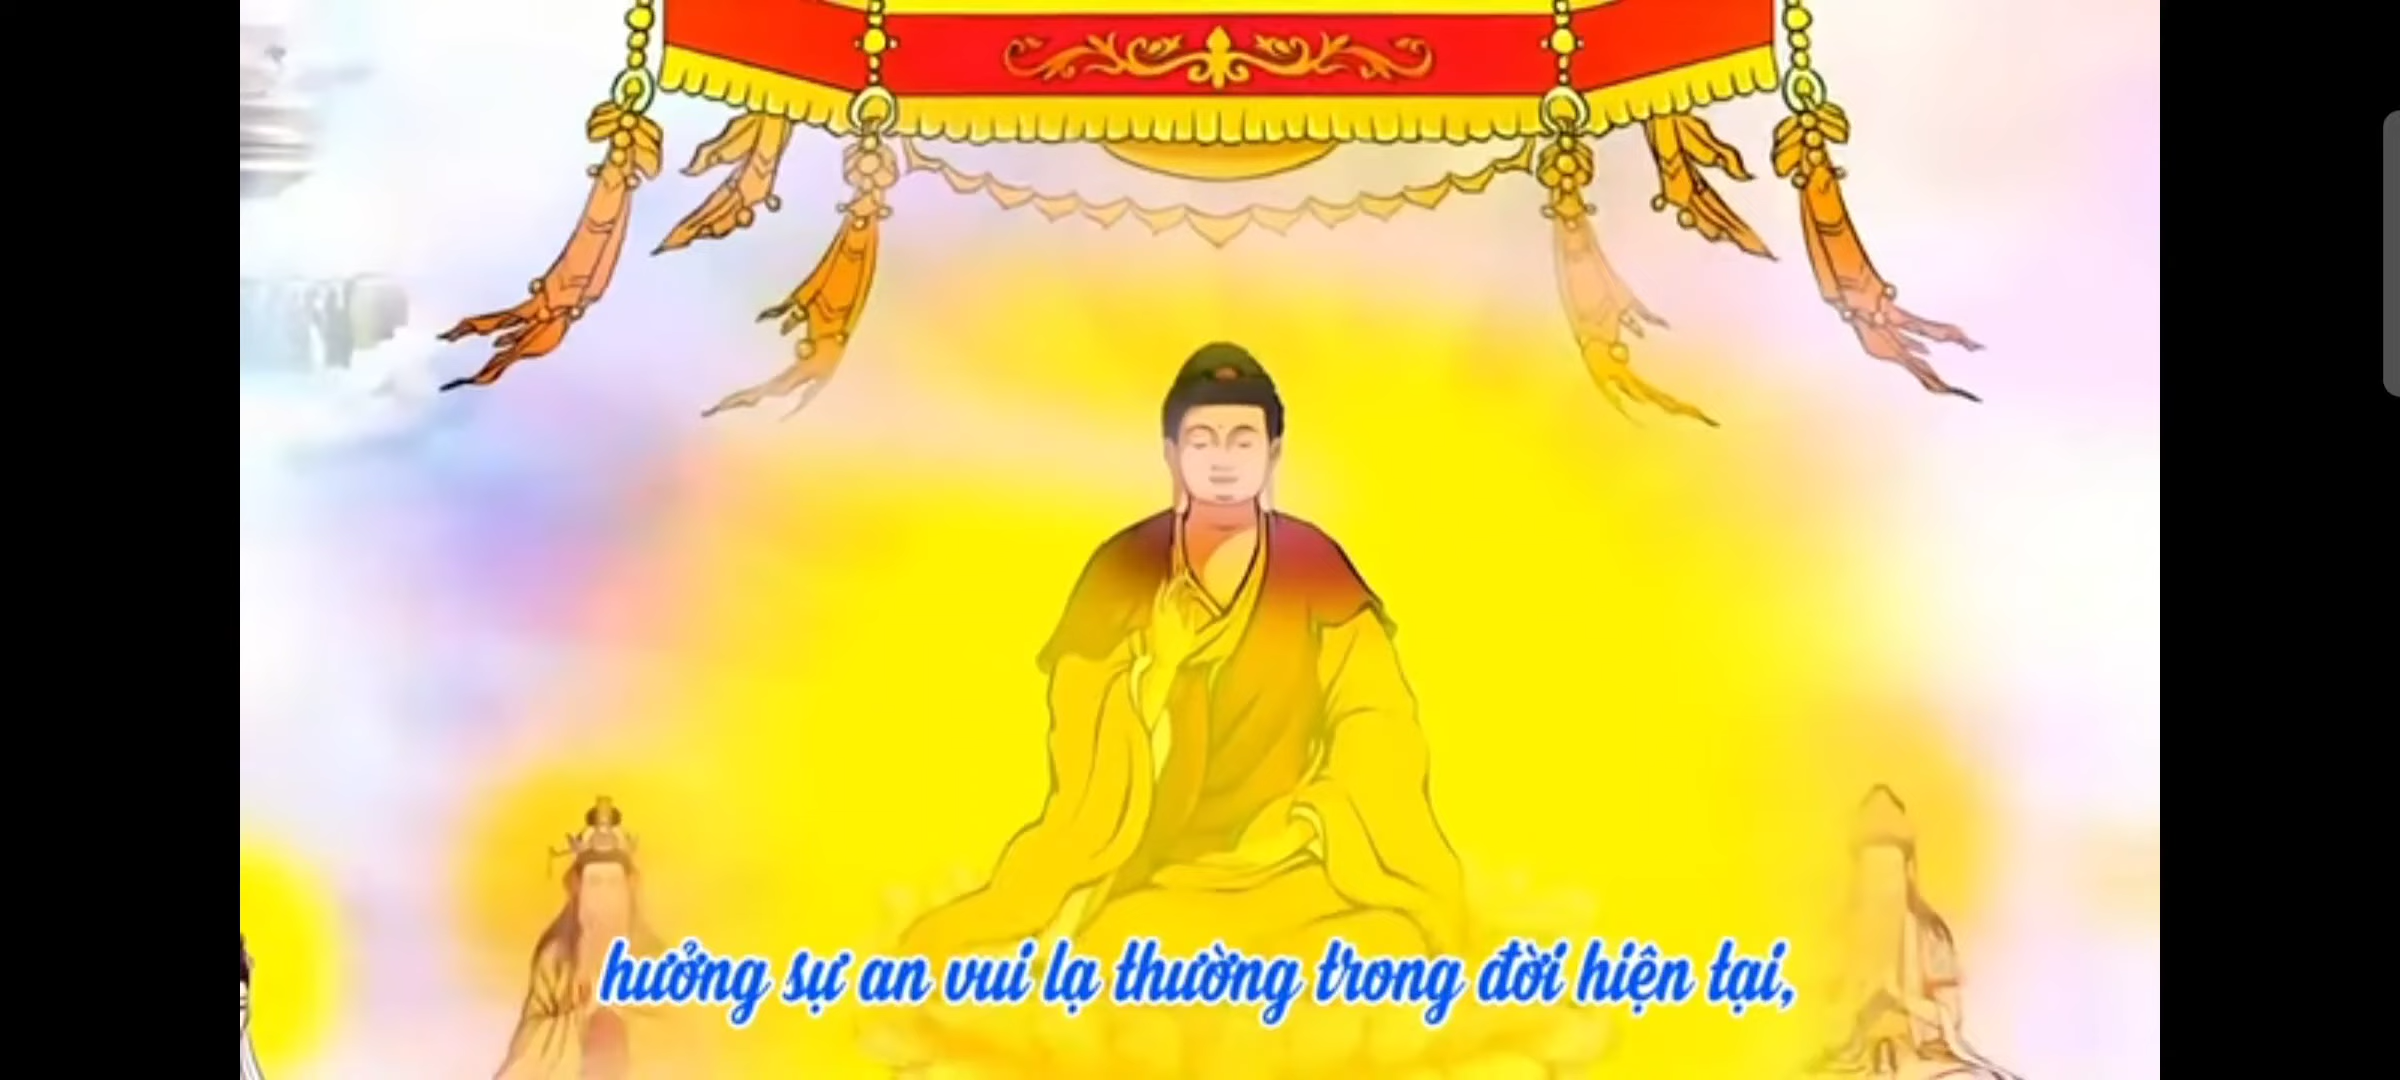 hưởng sự an vui lạ thường trong đời hiện tại,